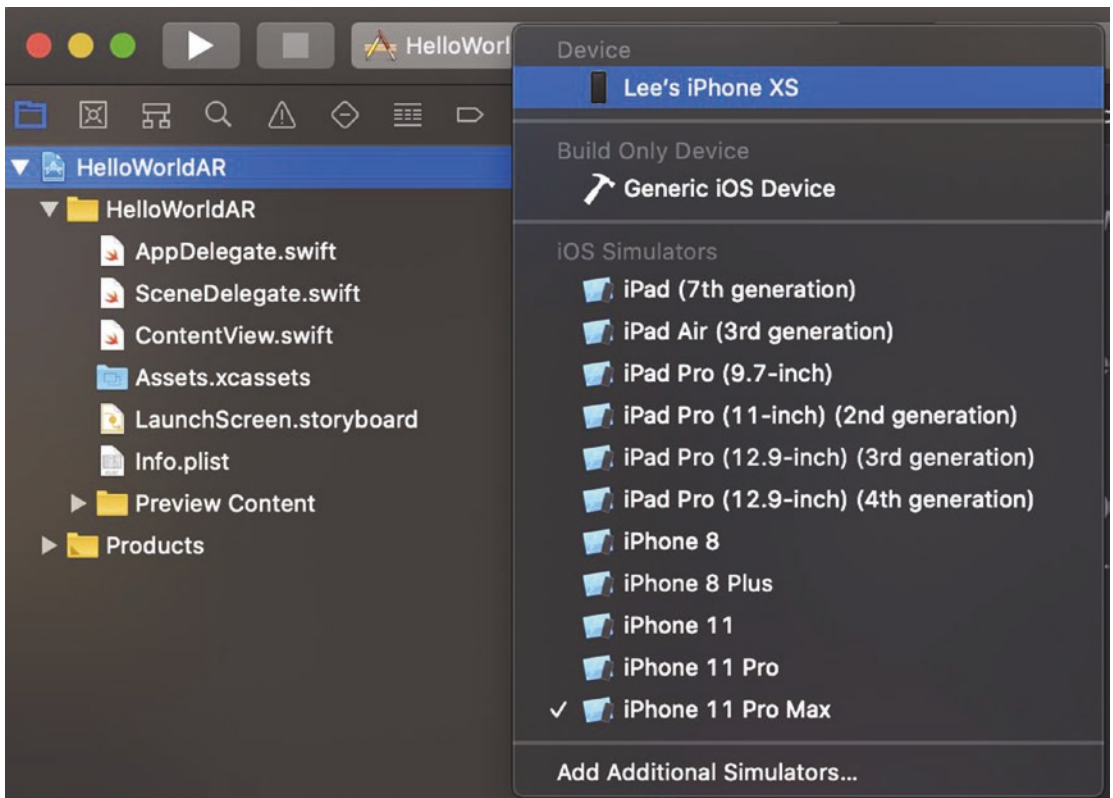 HelloWorl
HelloWorldAR
HelloWorldAR
AppDelegate.swift
SceneDelegate.swift
ContentView.swift
Assets.xcassets
LaunchScreen.storyboard
Info.plist
Preview Content
Products
Device
Lee's iPhone XS
Build Only Device
Generic iOS Device
iOS Simulators
iPad (7th generation)
iPad Air (3rd generation)
iPad Pro (9.7-inch)
iPad Pro (11-inch) (2nd generation)
iPad Pro (12.9-inch) (3rd generation)
iPad Pro (12.9-inch) (4th generation)
iPhone 8
iPhone 8 Plus
iPhone 11
iPhone 11 Pro
iPhone 11 Pro Max
Add Additional Simulators...